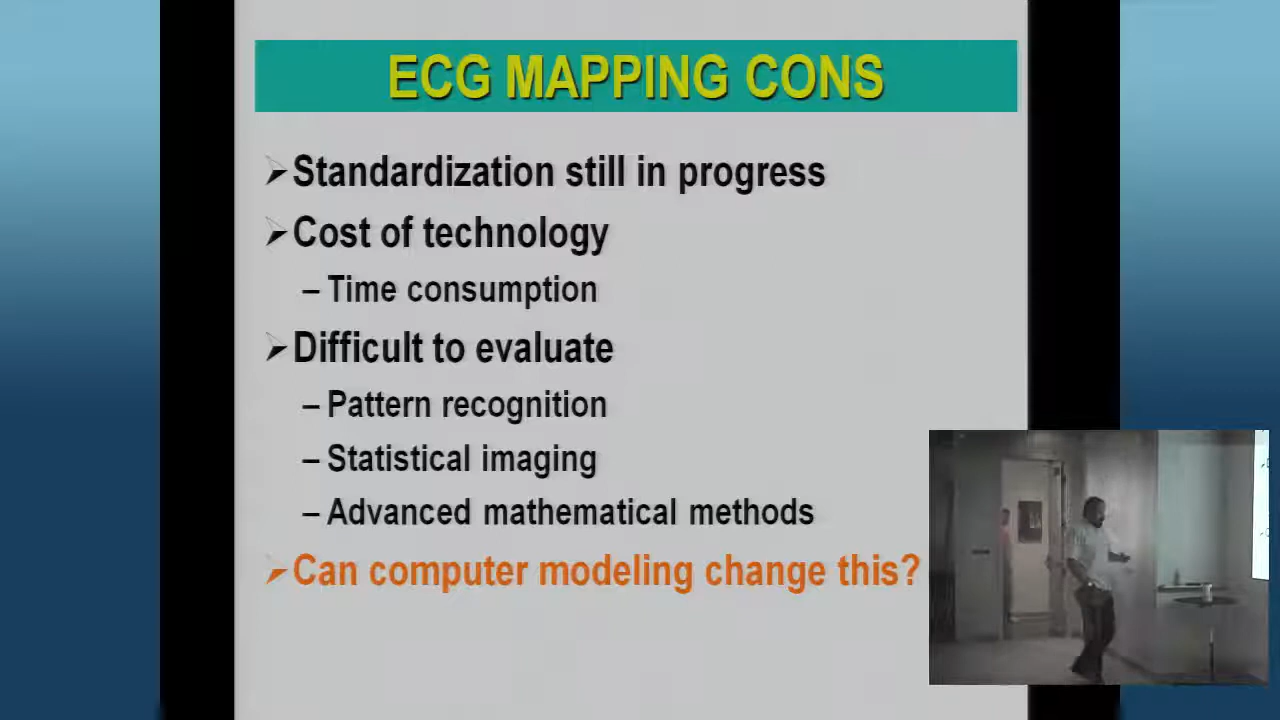 ECG MAPPING CONS
➢Standardization still in progress
➢Cost of technology
– Time consumption
➢Difficult to evaluate
– Pattern recognition
– Statistical imaging
– Advanced mathematical methods
➢Can computer modeling change this?